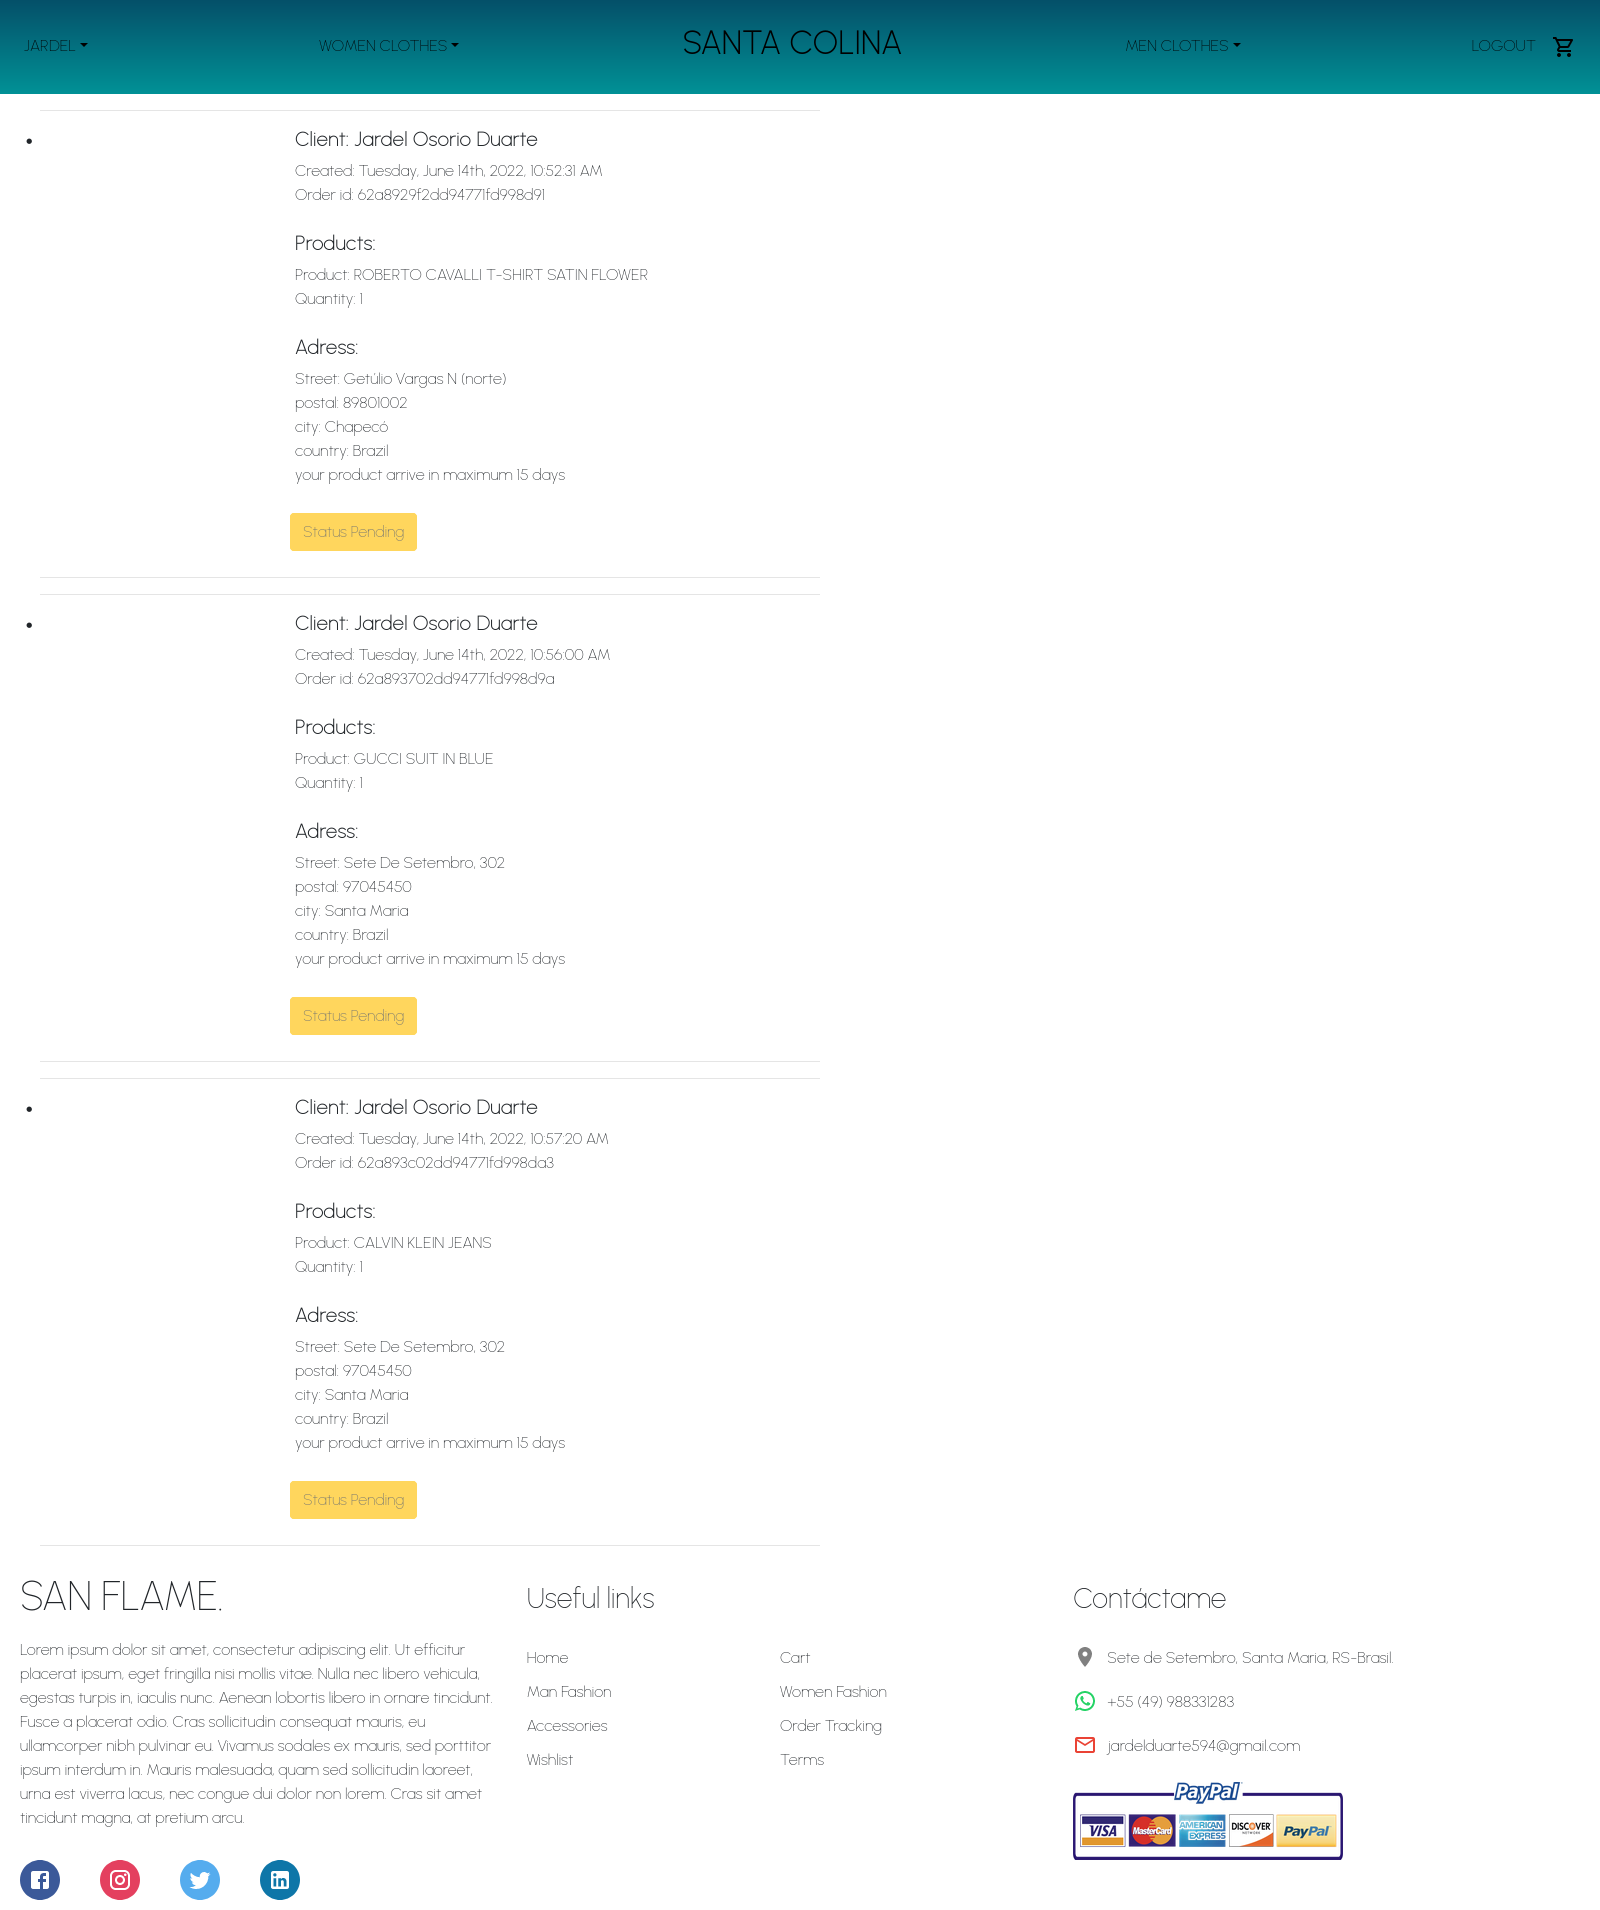 JARDEL
WOMEN CLOTHES
SANTA COLINA
MEN CLOTHES
LOGOUT
Client: Jardel Osorio Duarte
Created: Tuesday, June 14th, 2022, 10:52:31 AM
Order id: 62a8929f2dd94771fd998d91
Products:
Product: ROBERTO CAVALLI T-SHIRT SATIN FLOWER
Quantity: 1
Adress:
Street: Getúlio Vargas N (norte)
postal: 89801002
city: Chapecó
country: Brazil
your product arrive in maximum 15 days
Status Pending
Client: Jardel Osorio Duarte
Created: Tuesday, June 14th, 2022, 10:56:00 AM
Order id: 62a893702dd94771fd998d9a
Products:
Product: GUCCI SUIT IN BLUE
Quantity: 1
Adress:
Street: Sete De Setembro, 302
postal: 97045450
city: Santa Maria
country: Brazil
your product arrive in maximum 15 days
Status Pending
Client: Jardel Osorio Duarte
Created: Tuesday, June 14th, 2022, 10:57:20 AM
Order id: 62a893c02dd94771fd998da3
Products:
Product: CALVIN KLEIN JEANS
Quantity: 1
Adress:
Street: Sete De Setembro, 302
postal: 97045450
city: Santa Maria
country: Brazil
your product arrive in maximum 15 days
Status Pending
SAN FLAME.
Lorem ipsum dolor sit amet, consectetur adipiscing elit. Ut efficitur
placerat ipsum, eget fringilla nisi mollis vitae. Nulla nec libero vehicula,
egestas turpis in, iaculis nunc. Aenean lobortis libero in ornare tincidunt.
Fusce a placerat odio. Cras sollicitudin consequat mauris, eu
ullamcorper nibh pulvinar eu. Vivamus sodales ex mauris, sed porttitor
ipsum interdum in. Mauris malesuada, quam sed sollicitudin laoreet,
urna est viverra lacus, nec congue dui dolor non lorem. Cras sit amet
tincidunt magna, at pretium arcu.
Useful links
Home
Cart
Man Fashion
Women Fashion
Accessories
Order Tracking
Wishlist
Terms
Contáctame
Sete de Setembro, Santa Maria, RS-Brasil.
+55 (49) 988331283
jardelduarte594@gmail.com
PayPal
VISA
MasterCard
AMERICAN EXPRESS
DISCOVER NETWORK
PayPal